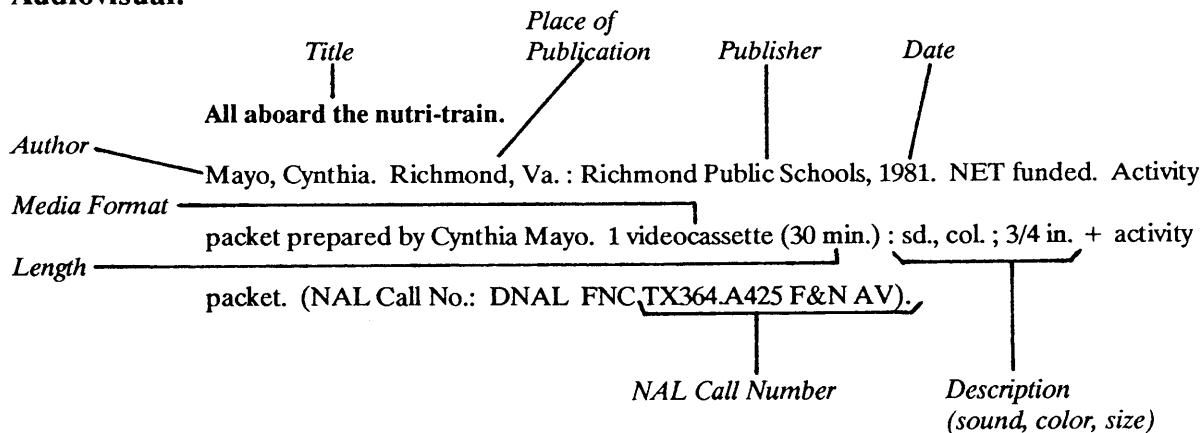 Audiovisual:
Place of
Title Publication Publisher Date
All aboard the nutri-train.
Author
Mayo, Cynthia. Richmond, Va. : Richmond Public Schools, 1981. NET funded. Activity
Media Format
packet prepared by Cynthia Mayo. 1 videocassette (30 min.) : sd., col. ; 3/4 in. + activity
Length
packet. (NAL Call No.: DNAL FNC TX364.A425 F&N AV).
NAL Call Number Description
(sound, color, size)